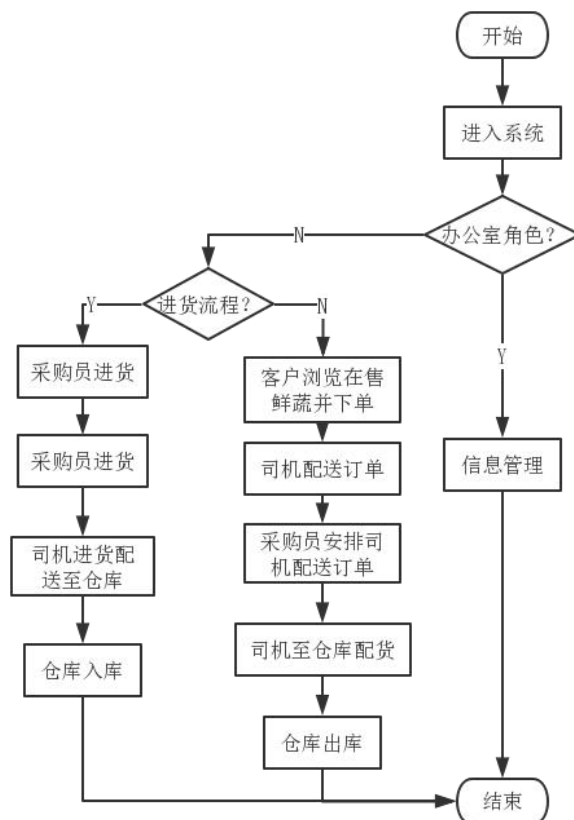 开始
进入系统
办公室角色?
N
Y
进货流程?
Y
N
采购员进货
采购员进货
司机进货配
送至仓库
仓库入库
客户浏览在售
鲜蔬并下单
司机配送订单
采购员安排司
机配送订单
司机至仓库配货
仓库出库
信息管理
结束